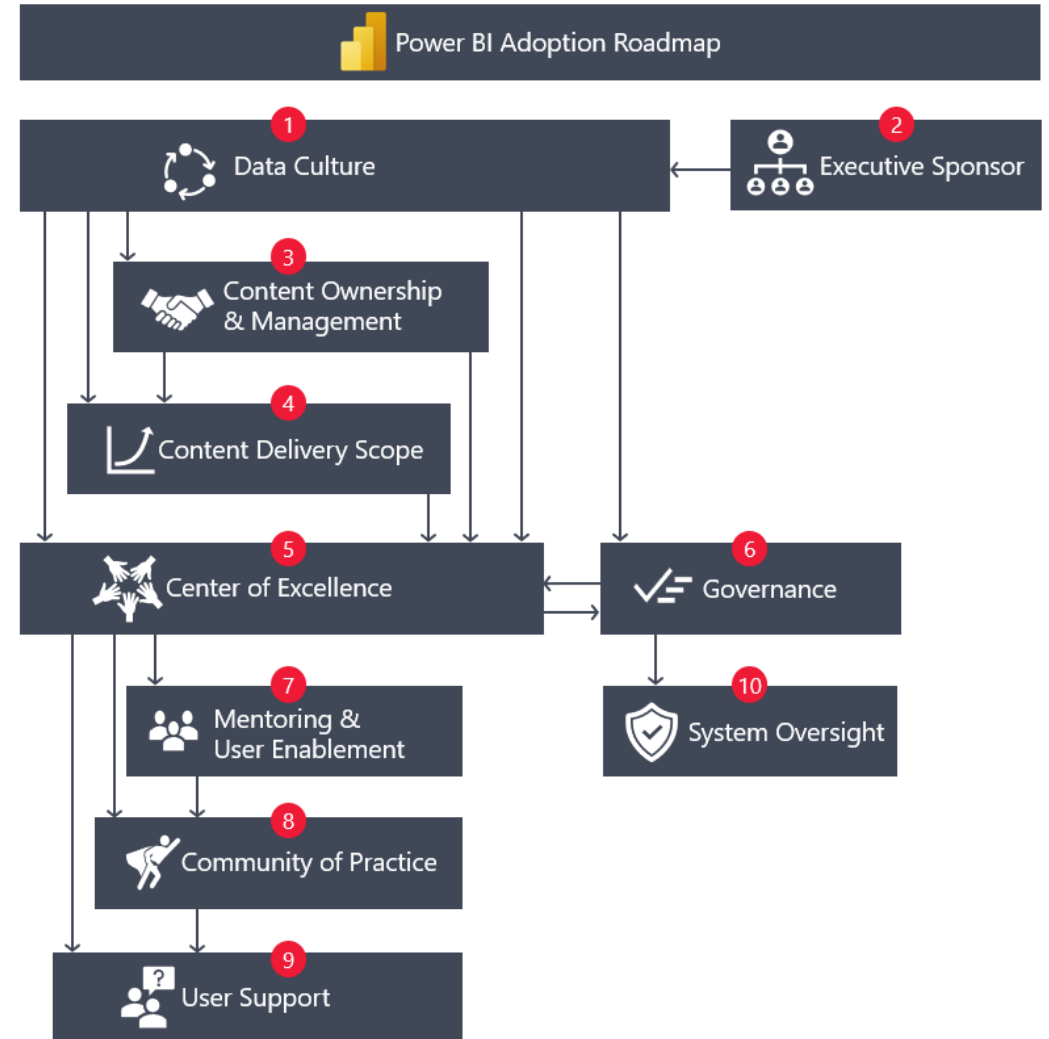 Power BI Adoption Roadmap
1
Data Culture
2
Executive Sponsor
3
Content Ownership
& Management
4
Content Delivery Scope
5
Center of Excellence
6
Governance
7
Mentoring &
User Enablement
10
System Oversight
8
Community of Practice
9
?
User Support